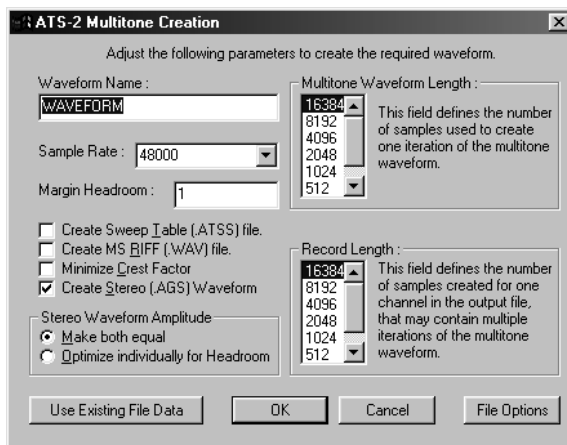 ATS-2 Multitone Creation
Adjust the following parameters to create the required waveform.
Waveform Name :
WAVEFORM
Sample Rate :
48000
Margin Headroom :
1
Create Sweep Table (.ATSS) file.
Create MS RIFF (.WAV) file.
Minimize Crest Factor
Create Stereo (.AGS) Waveform
Stereo Waveform Amplitude
Make both equal
Optimize individually for Headroom
Multitone Waveform Length :
16384
8192
4096
2048
1024
512
This field defines the number
of samples used to create
one iteration of the multitone
waveform.
Record Length :
16384
8192
4096
2048
1024
512
This field defines the number
of samples created for one
channel in the output file,
that may contain multiple
iterations of the multitone
waveform.
Use Existing File Data
OK
Cancel
File Options